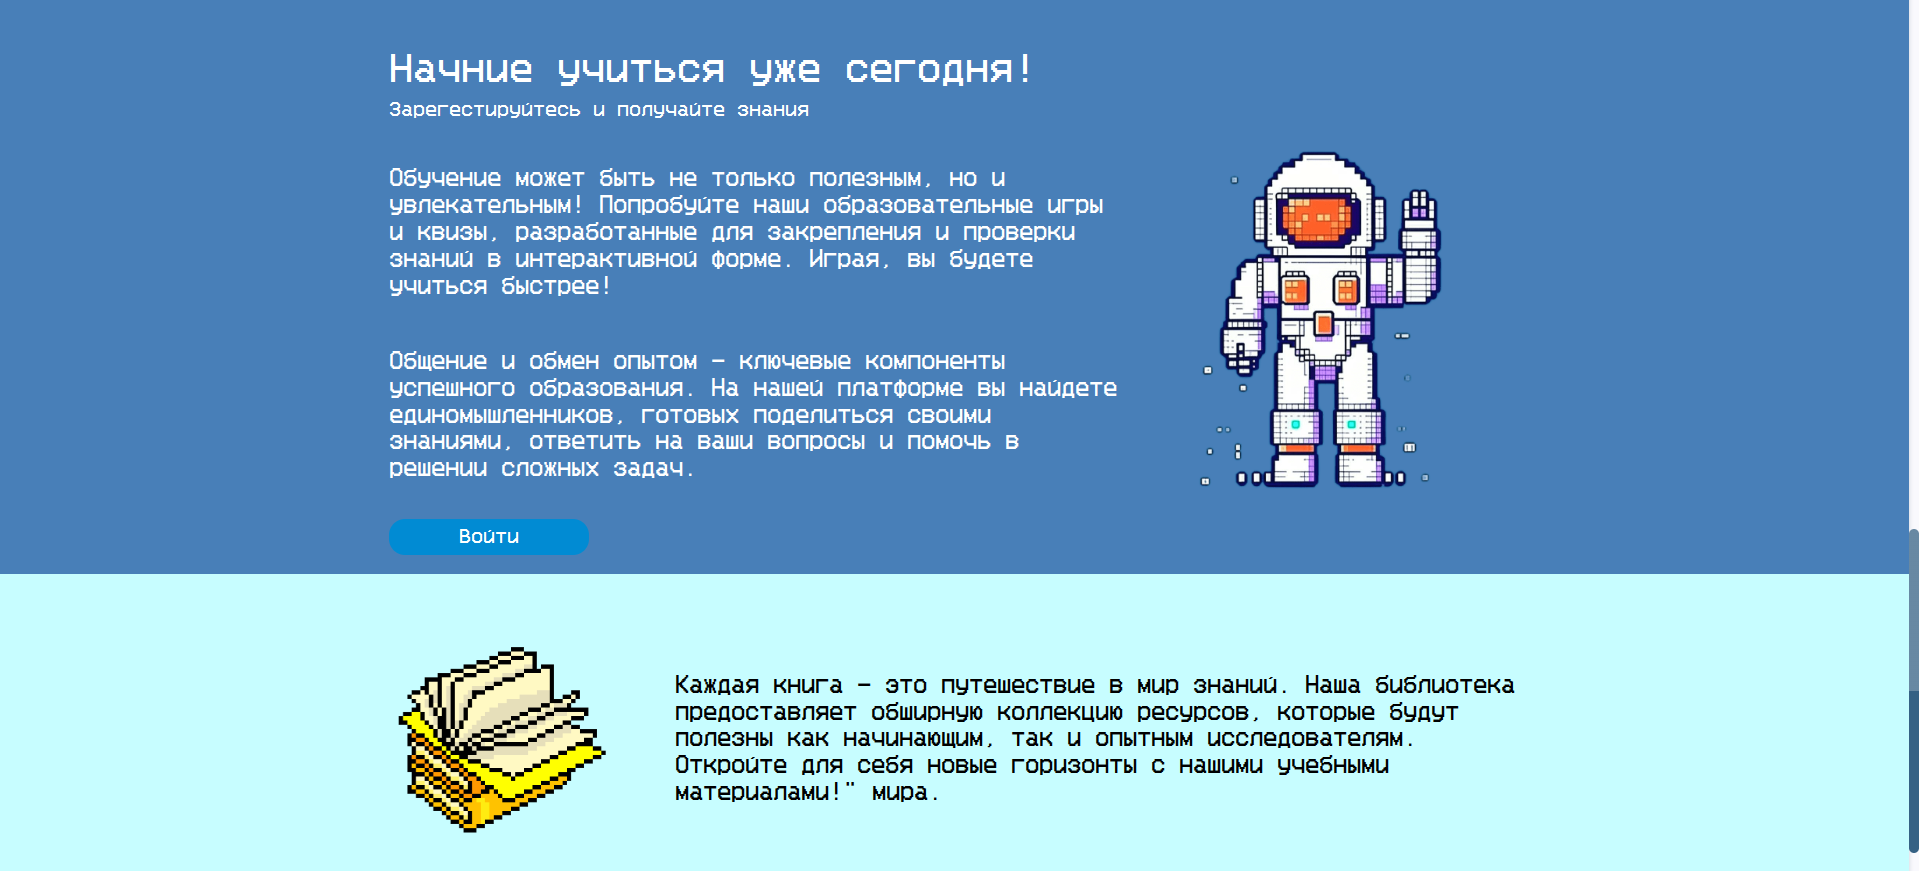 Начние учиться уже сегодня!
Зарегестируйтесь и получайте знания
Обучение может быть не только полезным, но и
увлекательным! Попробуйте наши образовательные игры
и квизы, разработанные для закрепления и проверки
знаний в интерактивной форме. Играя, вы будете
учиться быстрее!
Общение и обмен опытом – ключевые компоненты
успешного образования. На нашей платформе вы найдете
единомышленников, готовых поделиться своими
знаниями, ответить на ваши вопросы и помочь в
решении сложных задач.
Войти
Каждая книга – это путешествие в мир знаний. Наша библиотека
предоставляет обширную коллекцию ресурсов, которые будут
полезны как начинающим, так и опытным исследователям.
Откройте для себя новые горизонты с нашими учебными
материалами!" мира.